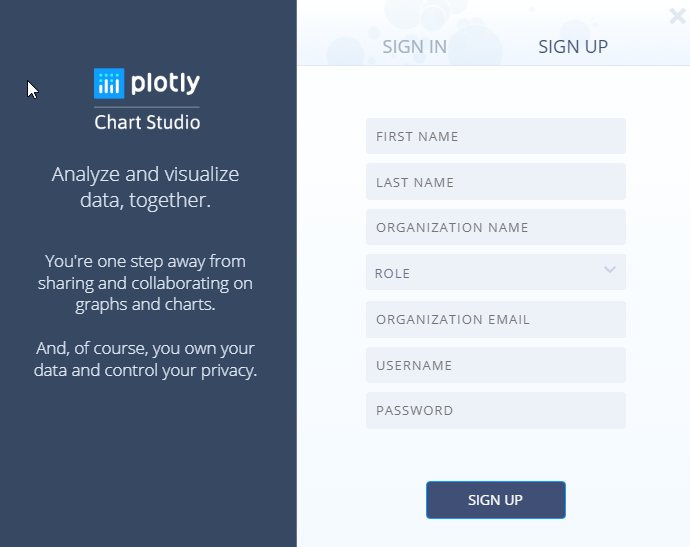 plotly
Chart Studio
Analyze and visualize
data, together.
You're one step away from
sharing and collaborating on
graphs and charts.
And, of course, you own your
data and control your privacy.
SIGN IN
SIGN UP
FIRST NAME
LAST NAME
ORGANIZATION NAME
ROLE
ORGANIZATION EMAIL
USERNAME
PASSWORD
SIGN UP